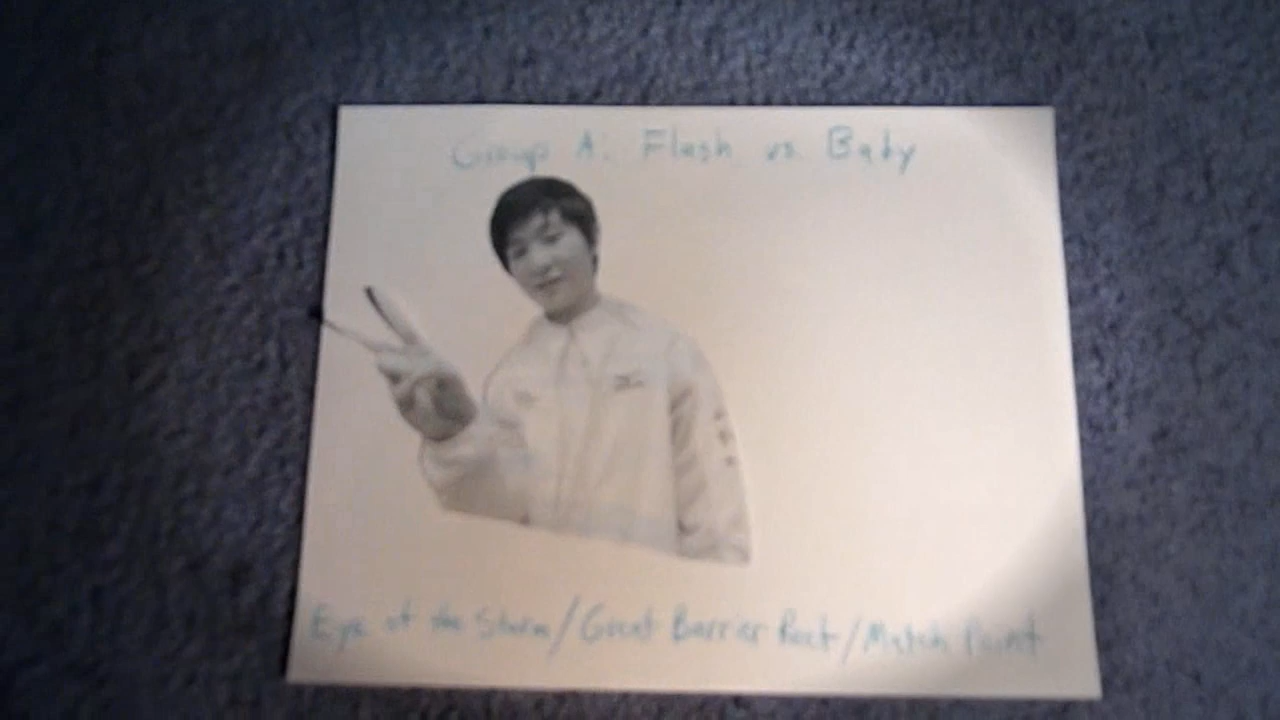 Group A: Flash vs. Baby
Eye of the Storm/Great Barrier Reef/Match Point